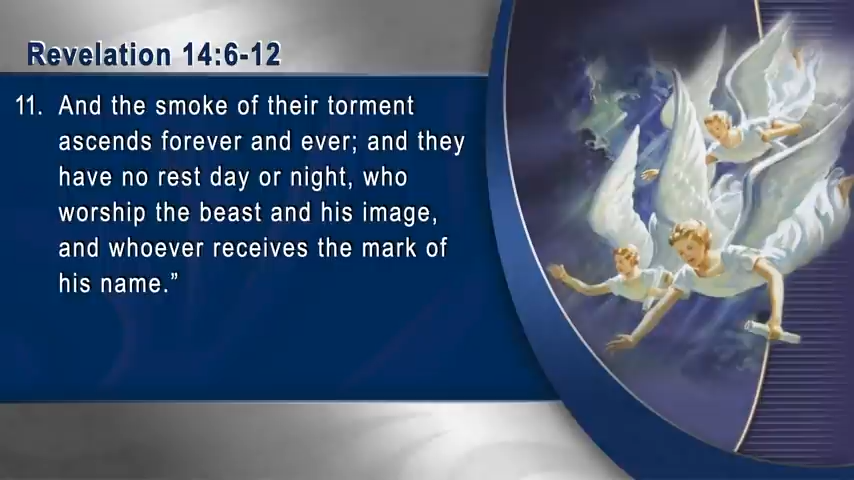 Revelation 14:6-12
11. And the smoke of their torment
ascends forever and ever; and they
have no rest day or night, who
worship the beast and his image,
and whoever receives the mark of
his name.”